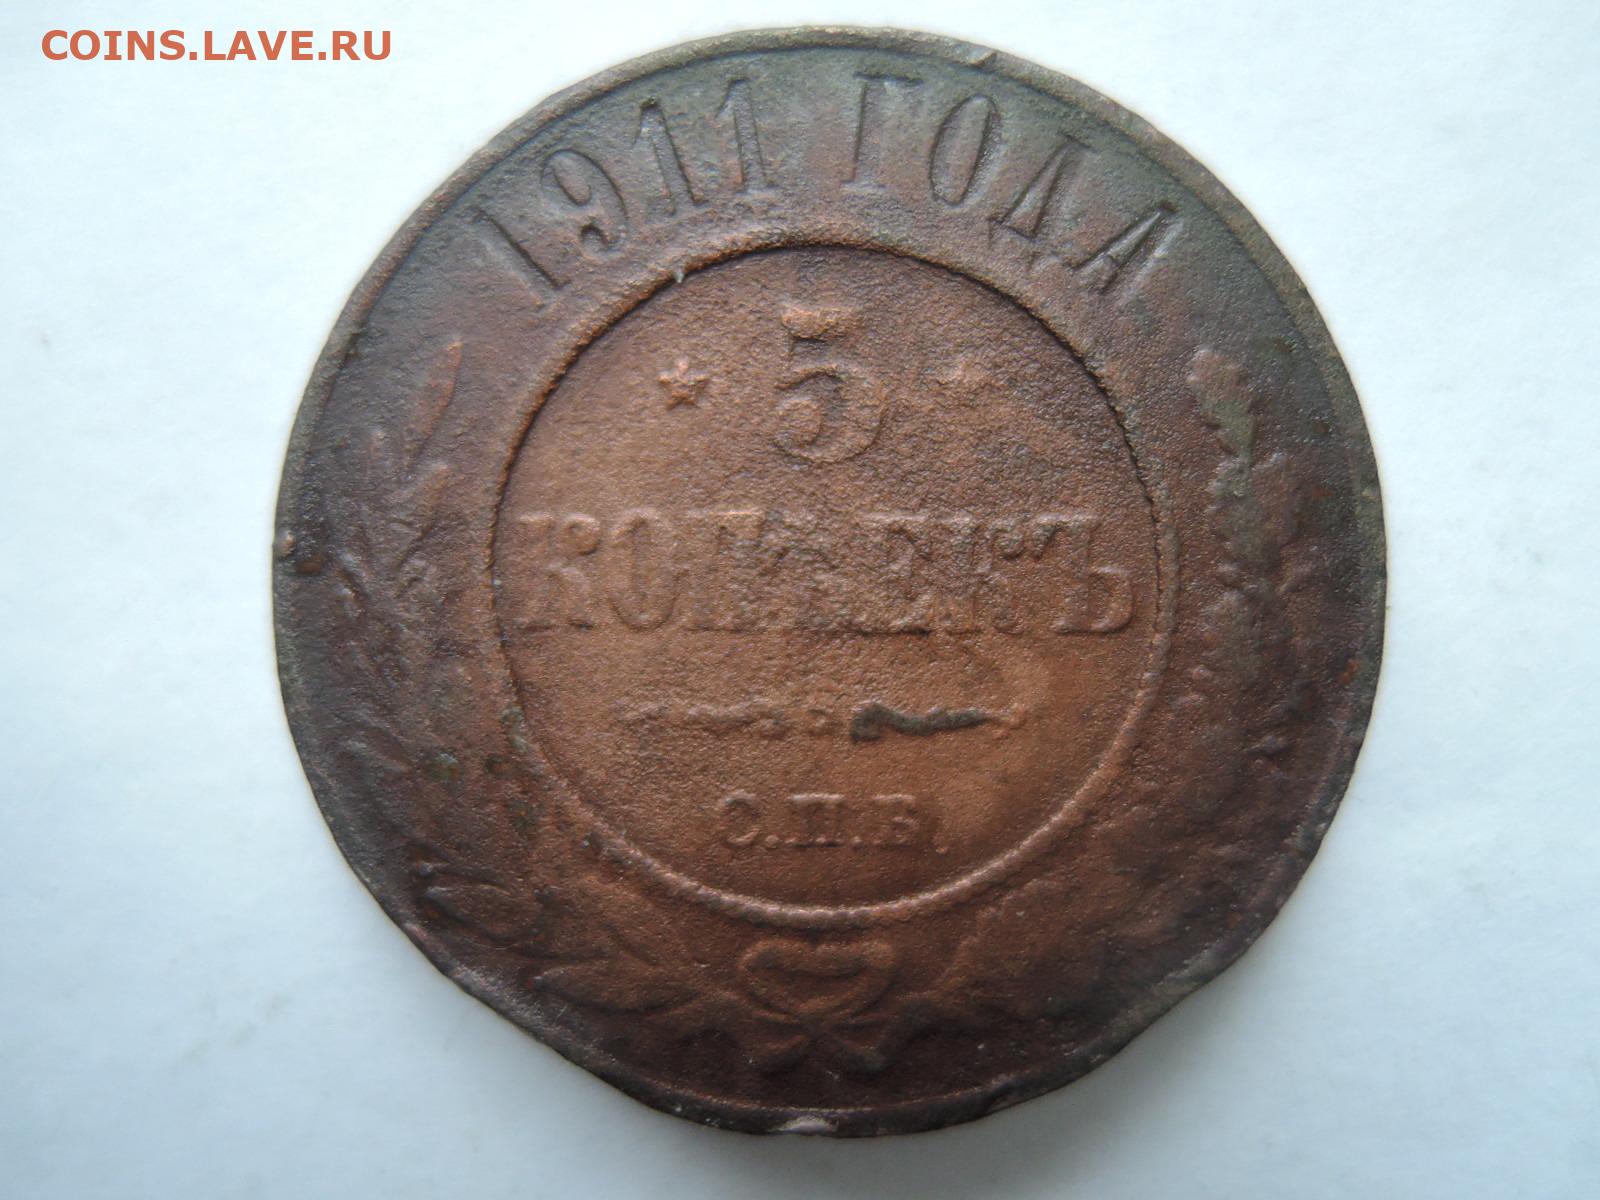 COINS.LAVE.RU
1911 ГОДА
* 5 *
КОПѢЕКЪ
С.П.Б.